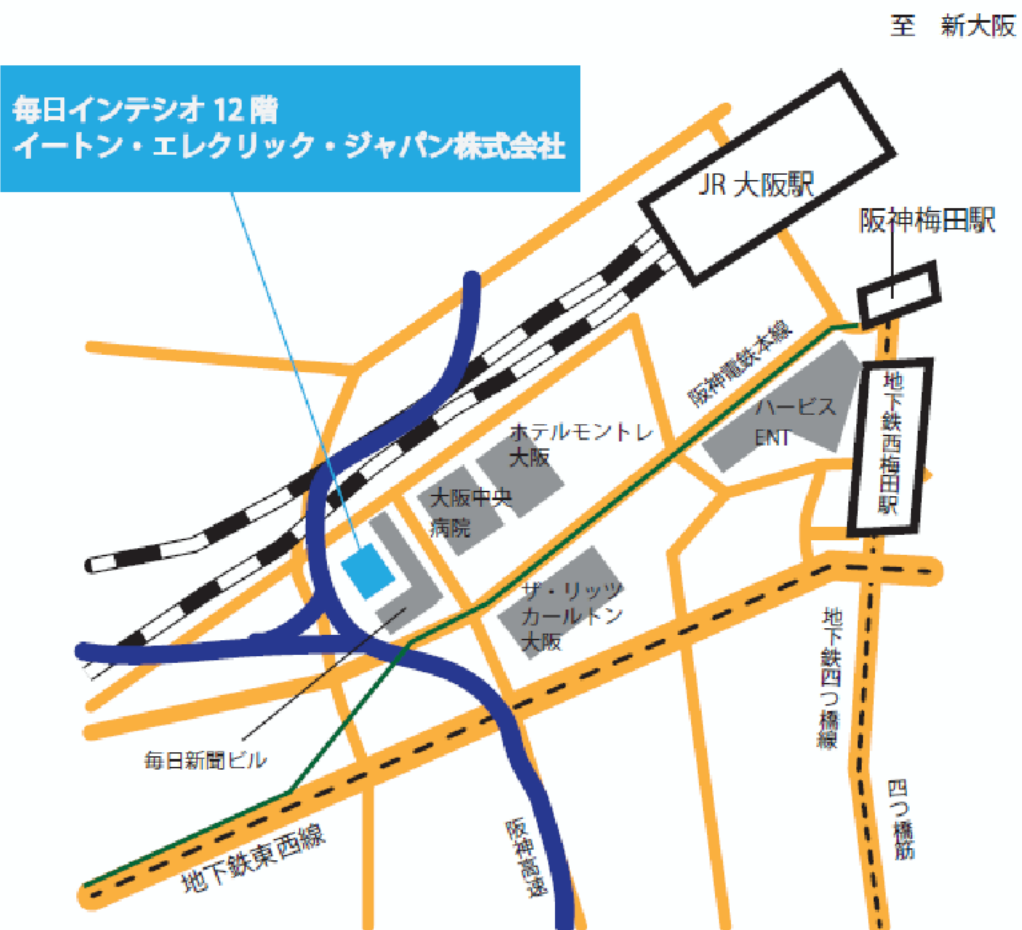 至　新大阪
毎日インテシオ 12 階
イートン・エレクリック・ジャパン株式会社
JR 大阪駅
阪神梅田駅
阪神電鉄本線
地下鉄西梅田駅
ハービス
ENT
ホテルモントレ
大阪
大阪中央
病院
ザ・リッツ
カールトン
大阪
地下鉄四つ橋線
毎日新聞ビル
四つ橋筋
阪神高速
地下鉄東西線